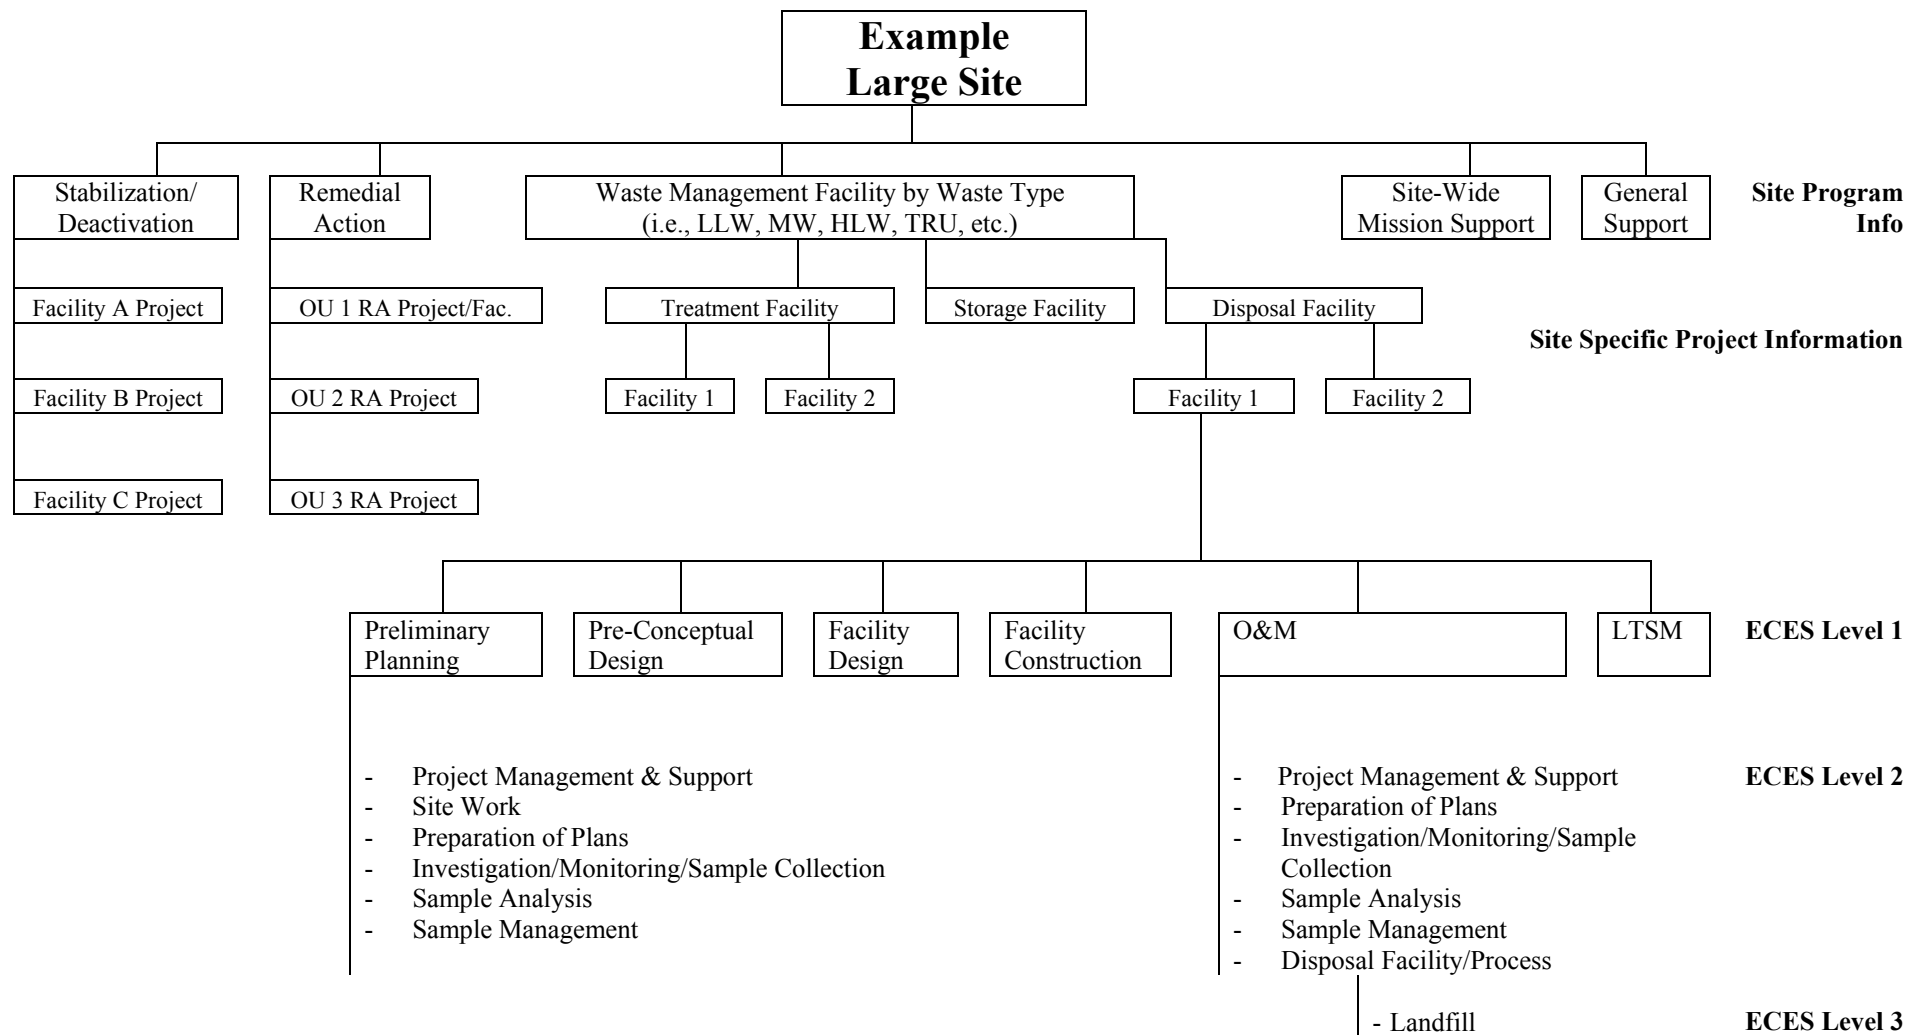 Example
Large Site
Stabilization/
Deactivation
Remedial
Action
Waste Management Facility by Waste Type
(i.e., LLW, MW, HLW, TRU, etc.)
Site-Wide
Mission Support
General
Support
Site Program
Info
Facility A Project
OU 1 RA Project/Fac.
Treatment Facility
Storage Facility
Disposal Facility
Site Specific Project Information
Facility B Project
OU 2 RA Project
Facility 1
Facility 2
Facility 1
Facility 2
Facility C Project
OU 3 RA Project
Preliminary
Planning
Pre-Conceptual
Design
Facility
Design
Facility
Construction
O&M
LTSM
ECES Level 1
- Project Management & Support
- Site Work
- Preparation of Plans
- Investigation/Monitoring/Sample Collection
- Sample Analysis
- Sample Management
- Project Management & Support
- Preparation of Plans
- Investigation/Monitoring/Sample
Collection
- Sample Analysis
- Sample Management
- Disposal Facility/Process
ECES Level 2
- Landfill
ECES Level 3